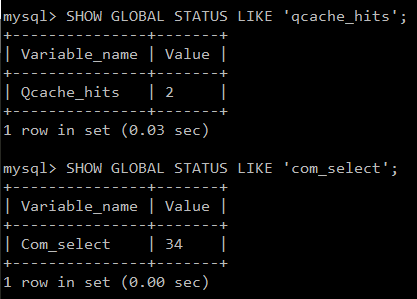 mysql> SHOW GLOBAL STATUS LIKE 'qcache_hits';
+---------------+-------+
| Variable_name | Value |
+---------------+-------+
| Qcache_hits   | 2     |
+---------------+-------+
1 row in set (0.03 sec)
mysql> SHOW GLOBAL STATUS LIKE 'com_select';
+---------------+-------+
| Variable_name | Value |
+---------------+-------+
| Com_select    | 34    |
+---------------+-------+
1 row in set (0.00 sec)